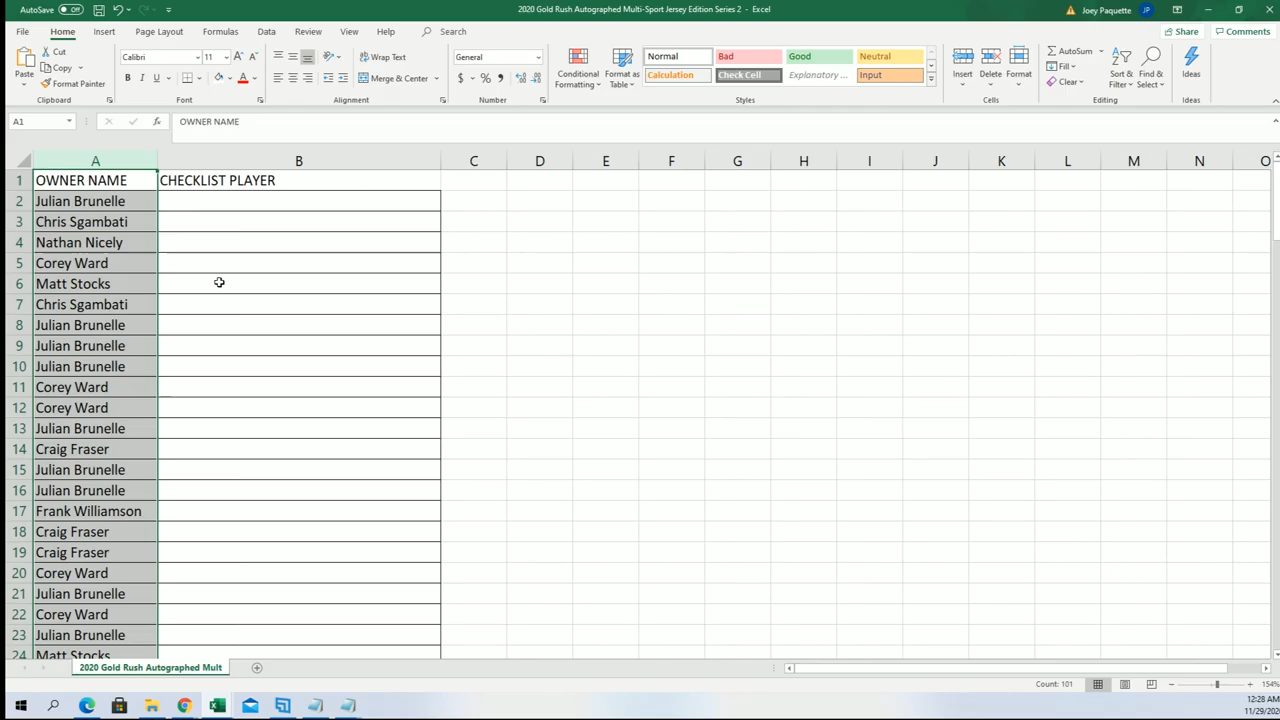 AutoSave Off 2020 Gold Rush Autographed Multi-Sport Jersey Edition Series 2 - Excel Joey Paquette JP
File Home Insert Page Layout Formulas Data Review View Help Search Share Comments
Paste Cut Copy Format Painter
Calibri 11
B I U A
Wrap Text
Merge & Center
General
$ % 9
Conditional Formatting Format as Table
Normal Bad Good Neutral
Calculation Check Cell Explanatory ... Input
Insert Delete Format
AutoSum Fill Clear
Sort & Filter Find & Select
Ideas
Clipboard Font Alignment Number Styles Cells Editing Ideas
A1 fx OWNER NAME
A B C D E F G H I J K L M N O
1 OWNER NAME CHECKLIST PLAYER
2 Julian Brunelle
3 Chris Sgambati
4 Nathan Nicely
5 Corey Ward
6 Matt Stocks
7 Chris Sgambati
8 Julian Brunelle
9 Julian Brunelle
10 Julian Brunelle
11 Corey Ward
12 Corey Ward
13 Julian Brunelle
14 Craig Fraser
15 Julian Brunelle
16 Julian Brunelle
17 Frank Williamson
18 Craig Fraser
19 Craig Fraser
20 Corey Ward
21 Julian Brunelle
22 Corey Ward
23 Julian Brunelle
24 Matt Stocks
2020 Gold Rush Autographed Mult
Count: 101 154%
12:28 AM
11/29/20